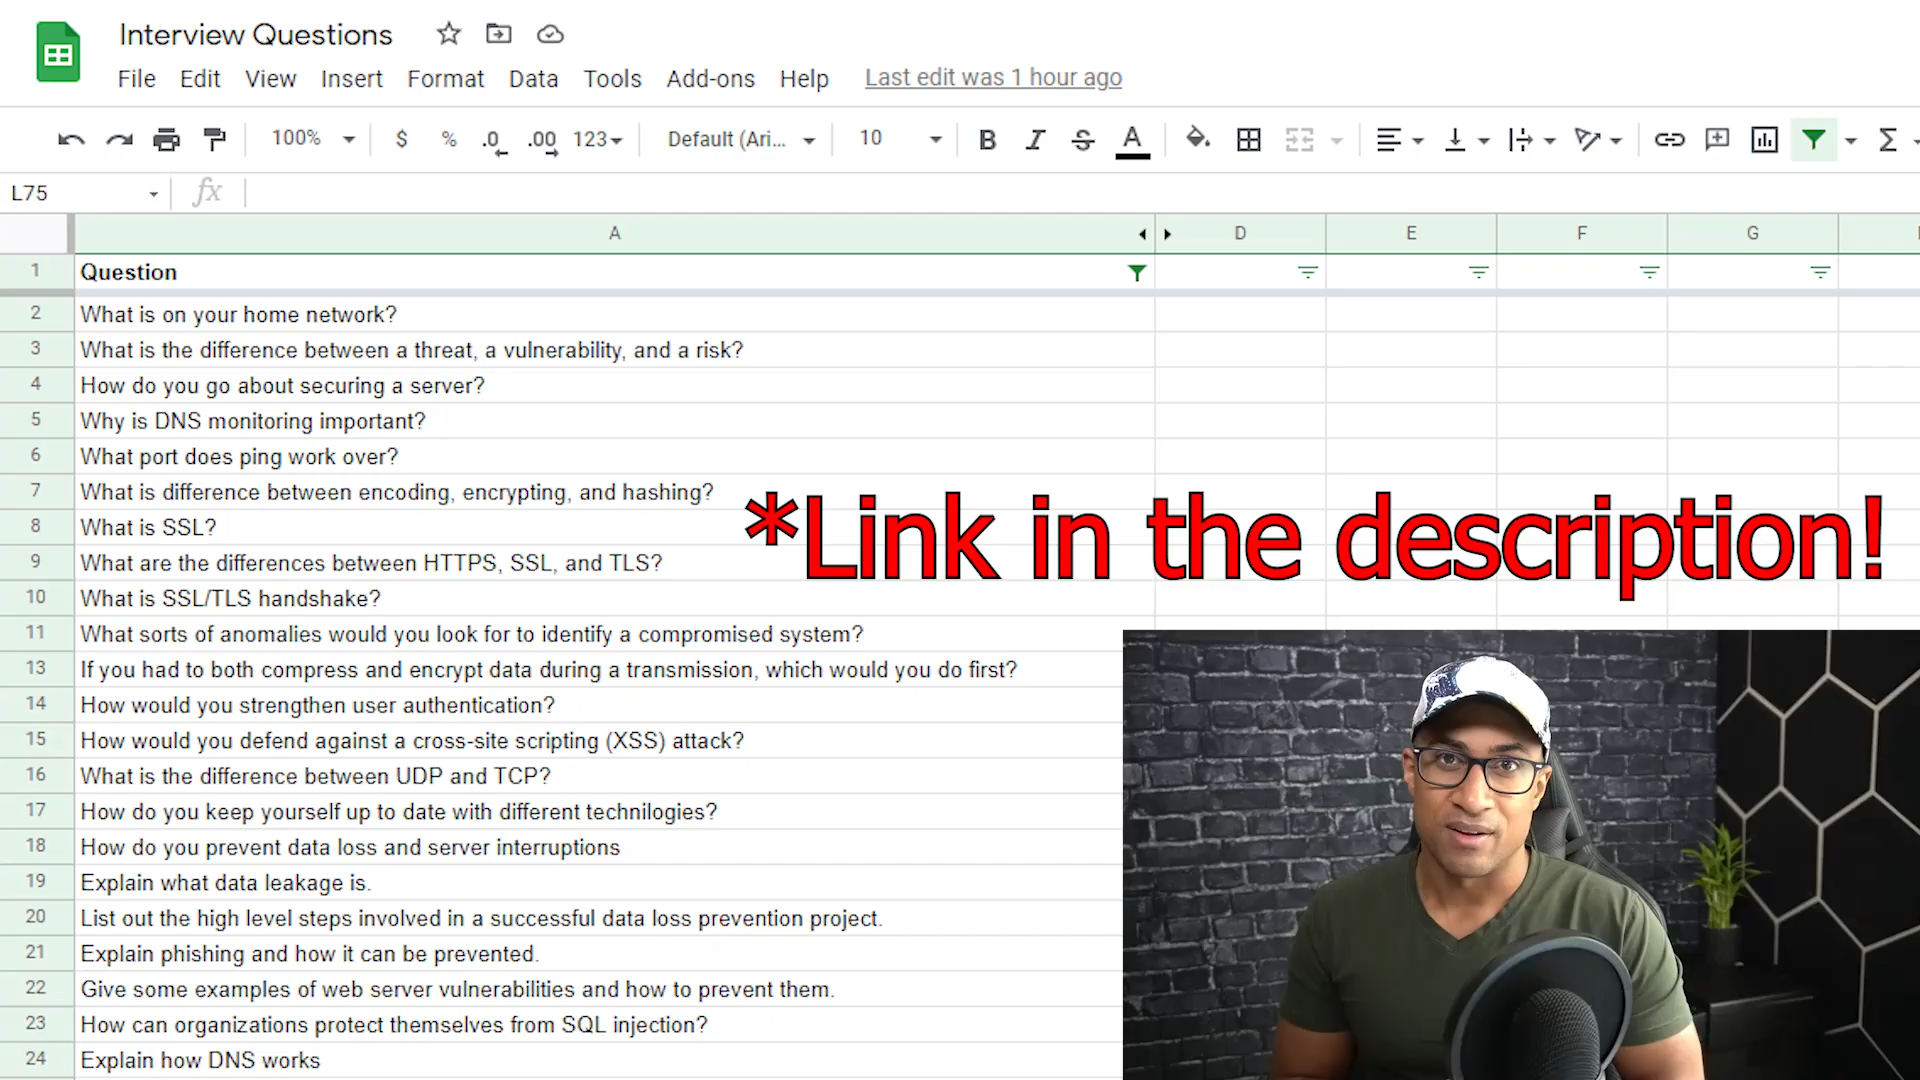 Interview Questions
File Edit View Insert Format Data Tools Add-ons Help Last edit was 1 hour ago
100% $ % .0 .00 123 Default (Ari... 10 B I S A Σ
L75 fx
A D E F G
1 Question
2 What is on your home network?
3 What is the difference between a threat, a vulnerability, and a risk?
4 How do you go about securing a server?
5 Why is DNS monitoring important?
6 What port does ping work over?
7 What is difference between encoding, encrypting, and hashing?
*Link in the description!
8 What is SSL?
9 What are the differences between HTTPS, SSL, and TLS?
10 What is SSL/TLS handshake?
11 What sorts of anomalies would you look for to identify a compromised system?
13 If you had to both compress and encrypt data during a transmission, which would you do first?
14 How would you strengthen user authentication?
15 How would you defend against a cross-site scripting (XSS) attack?
16 What is the difference between UDP and TCP?
17 How do you keep yourself up to date with different technilogies?
18 How do you prevent data loss and server interruptions
19 Explain what data leakage is.
20 List out the high level steps involved in a successful data loss prevention project.
21 Explain phishing and how it can be prevented.
22 Give some examples of web server vulnerabilities and how to prevent them.
23 How can organizations protect themselves from SQL injection?
24 Explain how DNS works